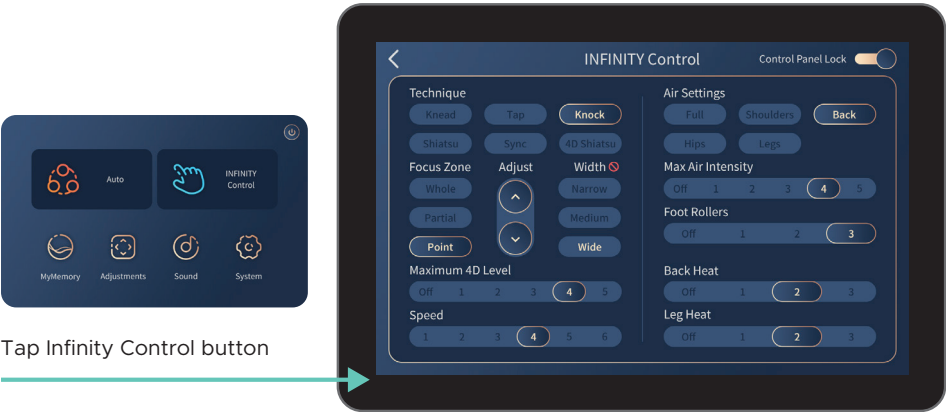 Auto
INFINITY
Control
MyMemory Adjustments Sound System
Tap Infinity Control button
INFINITY Control
Control Panel Lock
Technique
Knead Tap Knock
Shiatsu Sync 4D Shiatsu
Focus Zone Adjust Width
Whole Narrow
Partial Medium
Point Wide
Maximum 4D Level
Off 1 2 3 4 5
Speed
1 2 3 4 5 6
Air Settings
Full Shoulders Back
Hips Legs
Max Air Intensity
Off 1 2 3 4 5
Foot Rollers
Off 1 2 3
Back Heat
Off 1 2 3
Leg Heat
Off 1 2 3